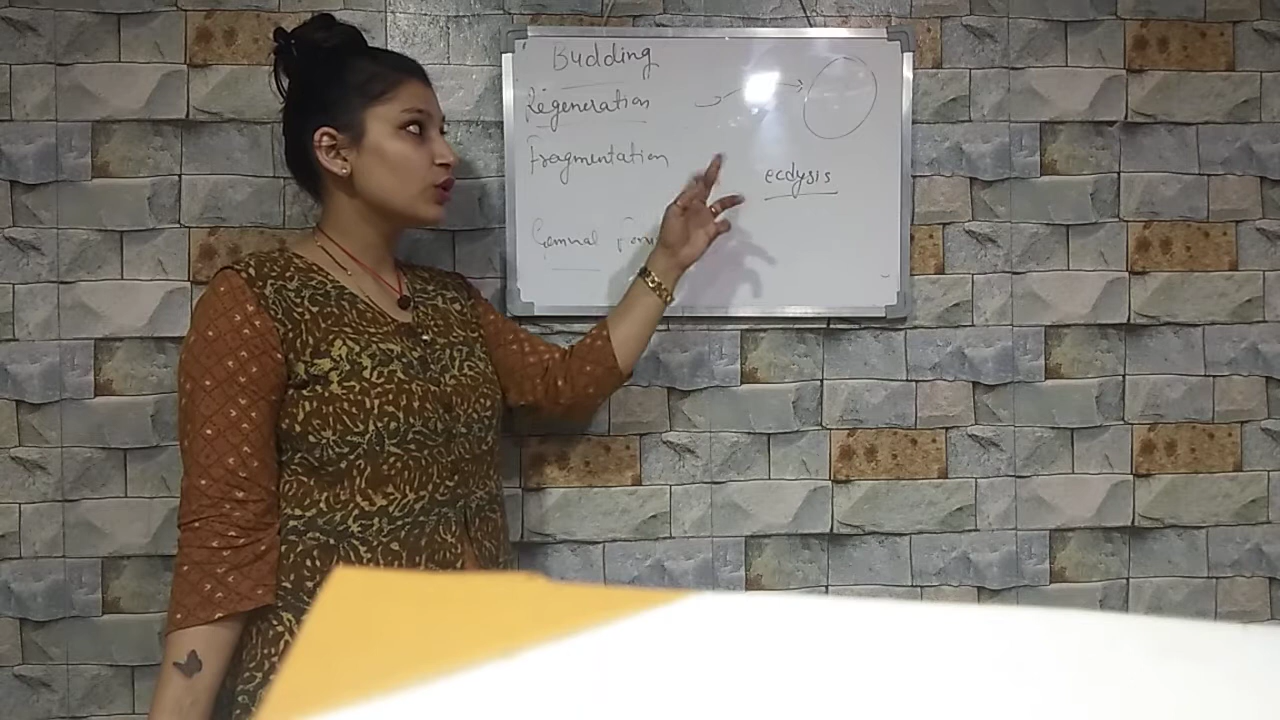 Budding
Regeneration
Fragmentation
ecdysis